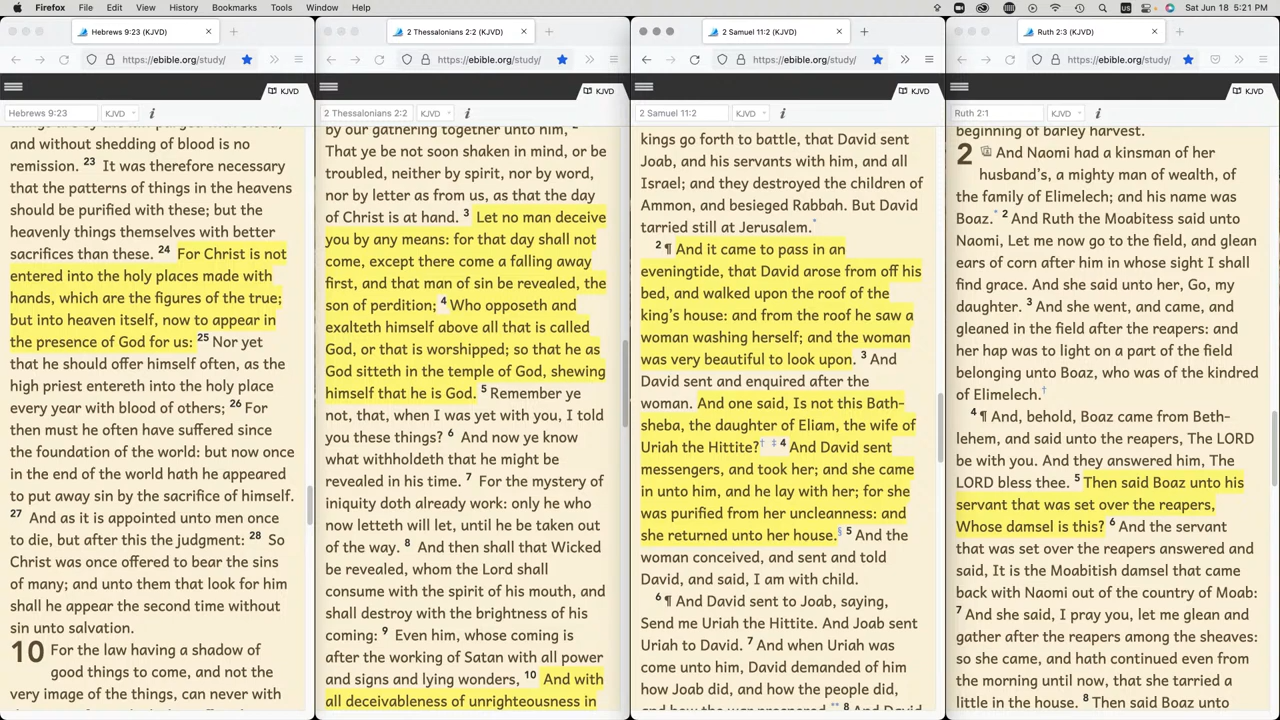 Firefox File Edit View History Bookmarks Tools Window Help Sat Jun 18 5:21 PM
Hebrews 9:23 (KJVD)
https://ebible.org/study/
KJVD
Hebrews 9:23 KJVD i
and without shedding of blood is no
remission. 23 It was therefore necessary
that the patterns of things in the heavens
should be purified with these; but the
heavenly things themselves with better
sacrifices than these. 24 For Christ is not
entered into the holy places made with
hands, which are the figures of the true;
but into heaven itself, now to appear in
the presence of God for us: 25 Nor yet
that he should offer himself often, as the
high priest entereth into the holy place
every year with blood of others; 26 For
then must he often have suffered since
the foundation of the world: but now once
in the end of the world hath he appeared
to put away sin by the sacrifice of himself.
27 And as it is appointed unto men once
to die, but after this the judgment: 28 So
Christ was once offered to bear the sins
of many; and unto them that look for him
shall he appear the second time without
sin unto salvation.
10 For the law having a shadow of
good things to come, and not the
very image of the things, can never with
2 Thessalonians 2:2 (KJVD)
https://ebible.org/study/
KJVD
2 Thessalonians 2:2 KJVD i
by our gathering together unto him, 2
That ye be not soon shaken in mind, or be
troubled, neither by spirit, nor by word,
nor by letter as from us, as that the day
of Christ is at hand. 3 Let no man deceive
you by any means: for that day shall not
come, except there come a falling away
first, and that man of sin be revealed, the
son of perdition; 4 Who opposeth and
exalteth himself above all that is called
God, or that is worshipped; so that he as
God sitteth in the temple of God, shewing
himself that he is God. 5 Remember ye
not, that, when I was yet with you, I told
you these things? 6 And now ye know
what withholdeth that he might be
revealed in his time. 7 For the mystery of
iniquity doth already work: only he who
now letteth will let, until he be taken out
of the way. 8 And then shall that Wicked
be revealed, whom the Lord shall
consume with the spirit of his mouth, and
shall destroy with the brightness of his
coming: 9 Even him, whose coming is
after the working of Satan with all power
and signs and lying wonders, 10 And with
all deceivableness of unrighteousness in
2 Samuel 11:2 (KJVD)
https://ebible.org/study/
KJVD
2 Samuel 11:2 KJVD i
kings go forth to battle, that David sent
Joab, and his servants with him, and all
Israel; and they destroyed the children of
Ammon, and besieged Rabbah. But David
tarried still at Jerusalem.*
2 ¶ And it came to pass in an
eveningtide, that David arose from off his
bed, and walked upon the roof of the
king's house: and from the roof he saw a
woman washing herself; and the woman
was very beautiful to look upon. 3 And
David sent and enquired after the
woman. And one said, Is not this Bath-
sheba, the daughter of Eliam, the wife of
Uriah the Hittite?† ‡ 4 And David sent
messengers, and took her; and she came
in unto him, and he lay with her; for she
was purified from her uncleanness: and
she returned unto her house.§ 5 And the
woman conceived, and sent and told
David, and said, I am with child.
6 ¶ And David sent to Joab, saying,
Send me Uriah the Hittite. And Joab sent
Uriah to David. 7 And when Uriah was
come unto him, David demanded of him
how Joab did, and how the people did,
and how the war prospered.** 8 And David
Ruth 2:3 (KJVD)
https://ebible.org/study/
KJVD
Ruth 2:1 KJVD i
beginning of barley harvest.
2 And Naomi had a kinsman of her
husband's, a mighty man of wealth, of
the family of Elimelech; and his name was
Boaz.* 2 And Ruth the Moabitess said unto
Naomi, Let me now go to the field, and glean
ears of corn after him in whose sight I shall
find grace. And she said unto her, Go, my
daughter. 3 And she went, and came, and
gleaned in the field after the reapers: and
her hap was to light on a part of the field
belonging unto Boaz, who was of the kindred
of Elimelech.†
4 ¶ And, behold, Boaz came from Beth-
lehem, and said unto the reapers, The LORD
be with you. And they answered him, The
LORD bless thee. 5 Then said Boaz unto his
servant that was set over the reapers,
Whose damsel is this? 6 And the servant
that was set over the reapers answered and
said, It is the Moabitish damsel that came
back with Naomi out of the country of Moab:
7 And she said, I pray you, let me glean and
gather after the reapers among the sheaves:
so she came, and hath continued even from
the morning until now, that she tarried a
little in the house. 8 Then said Boaz unto